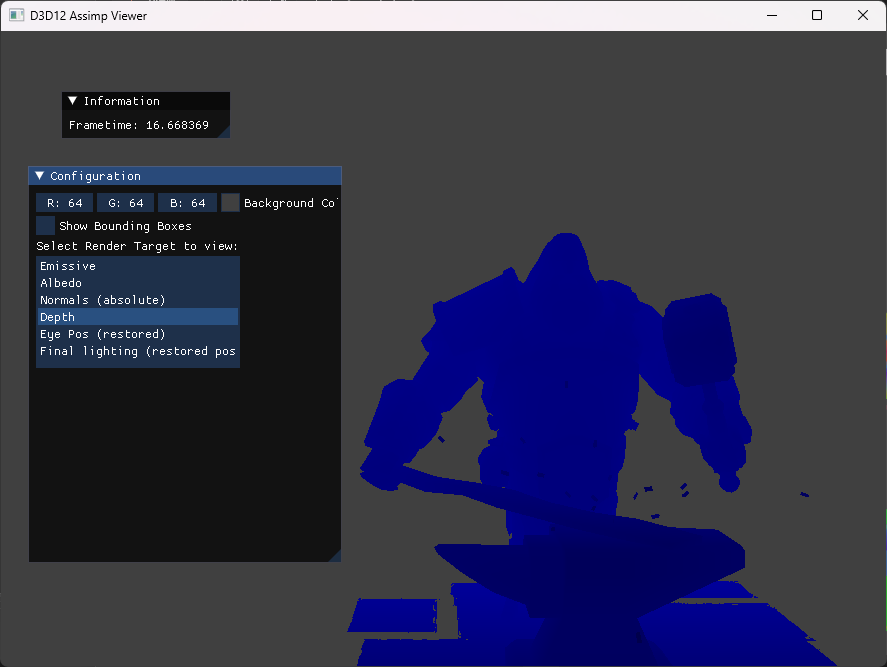 D3D12 Assimp Viewer
Information
Frametime: 16.668369
Configuration
R: 64 G: 64 B: 64 Background Co
Show Bounding Boxes
Select Render Target to view:
Emissive
Albedo
Normals (absolute)
Depth
Eye Pos (restored)
Final lighting (restored pos